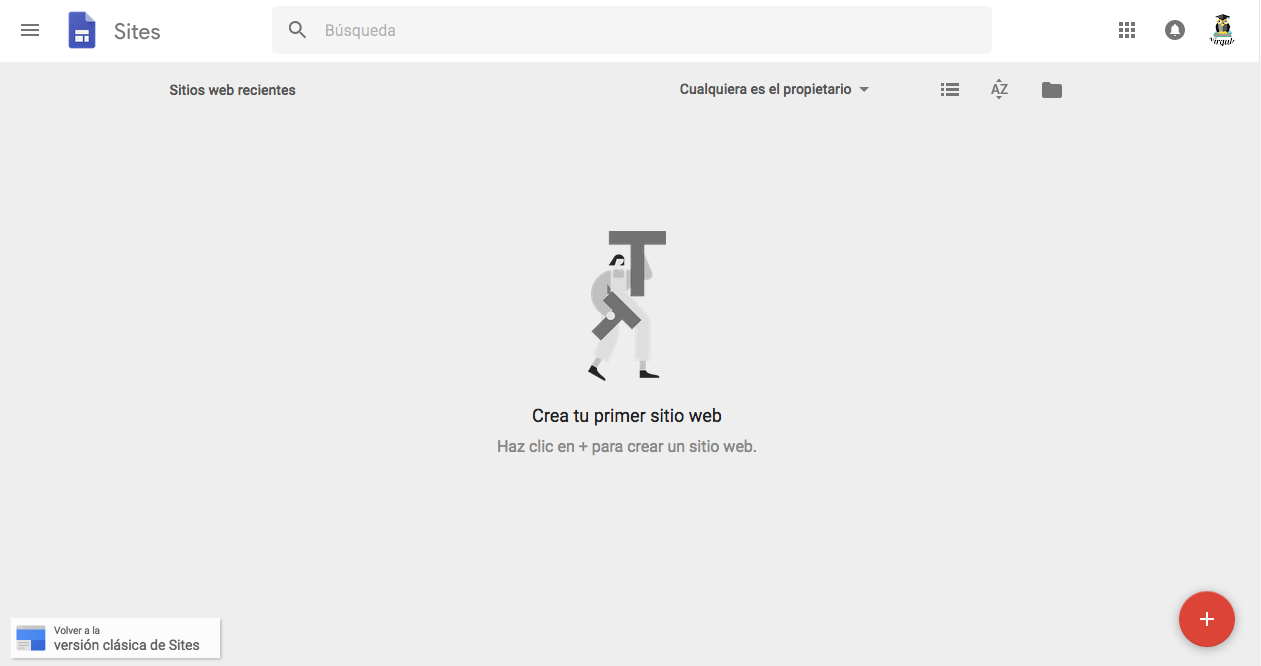 Sites
Búsqueda
Sitios web recientes
Cualquiera es el propietario
AZ
Crea tu primer sitio web
Haz clic en + para crear un sitio web.
Volver a la
versión clásica de Sites
+